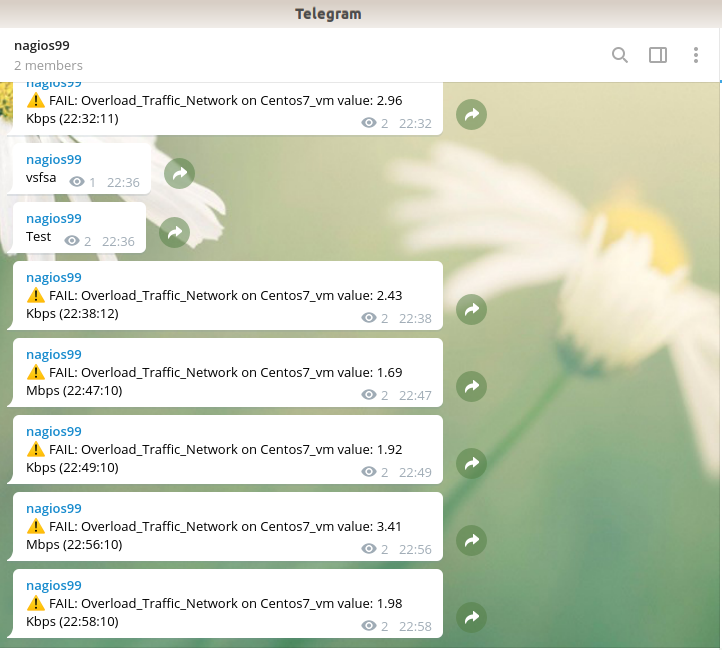 Telegram
nagios99
2 members
nagios99
FAIL: Overload_Traffic_Network on Centos7_vm value: 2.96
Kbps (22:32:11) 2 22:32
nagios99
vsfsa 1 22:36
nagios99
Test 2 22:36
nagios99
FAIL: Overload_Traffic_Network on Centos7_vm value: 2.43
Kbps (22:38:12) 2 22:38
nagios99
FAIL: Overload_Traffic_Network on Centos7_vm value: 1.69
Mbps (22:47:10) 2 22:47
nagios99
FAIL: Overload_Traffic_Network on Centos7_vm value: 1.92
Kbps (22:49:10) 2 22:49
nagios99
FAIL: Overload_Traffic_Network on Centos7_vm value: 3.41
Mbps (22:56:10) 2 22:56
nagios99
FAIL: Overload_Traffic_Network on Centos7_vm value: 1.98
Kbps (22:58:10) 2 22:58